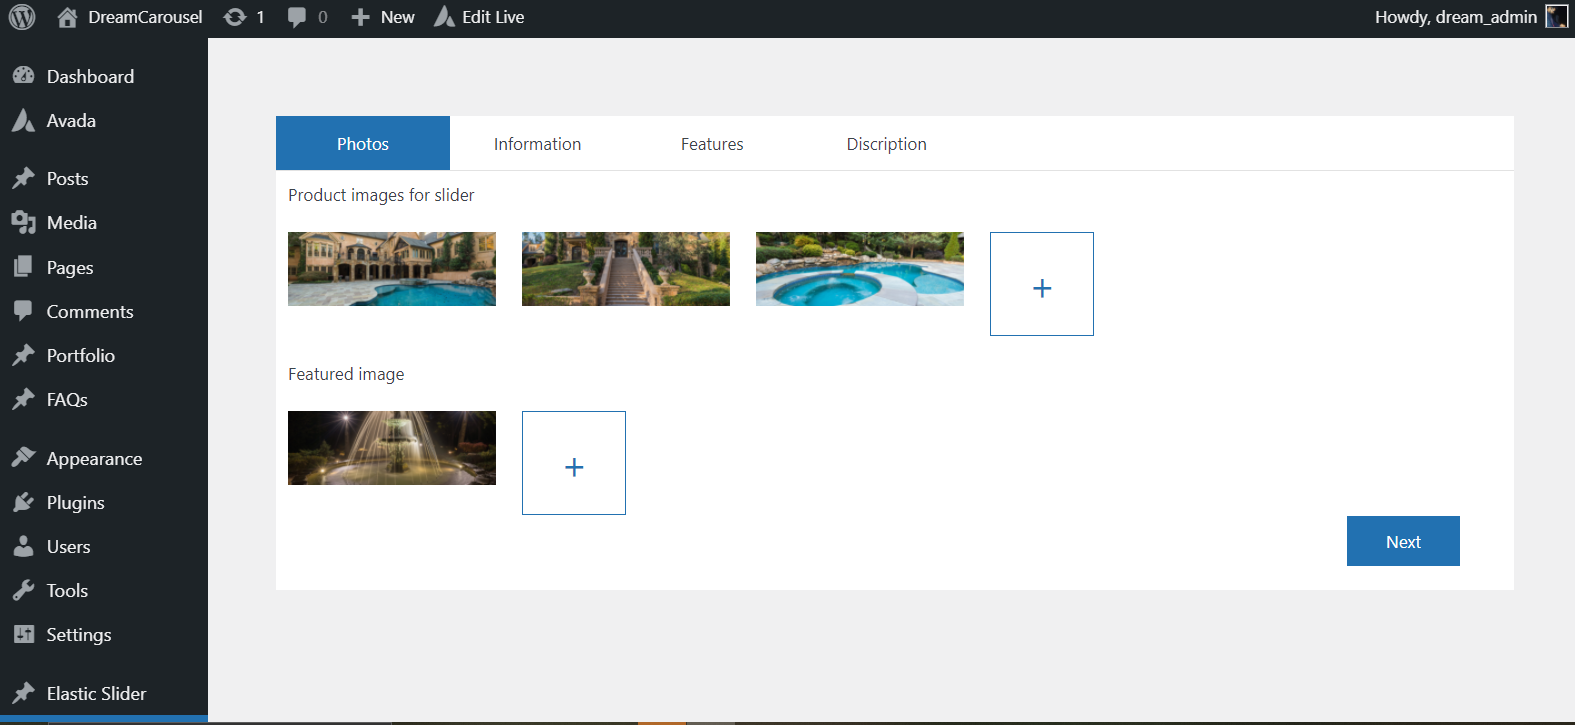 DreamCarousel 1 0 New Edit Live Howdy, dream_admin
Dashboard
Avada
Posts
Media
Pages
Comments
Portfolio
FAQs
Appearance
Plugins
Users
Tools
Settings
Elastic Slider
Photos Information Features Discription
Product images for slider
+
Featured image
+
Next